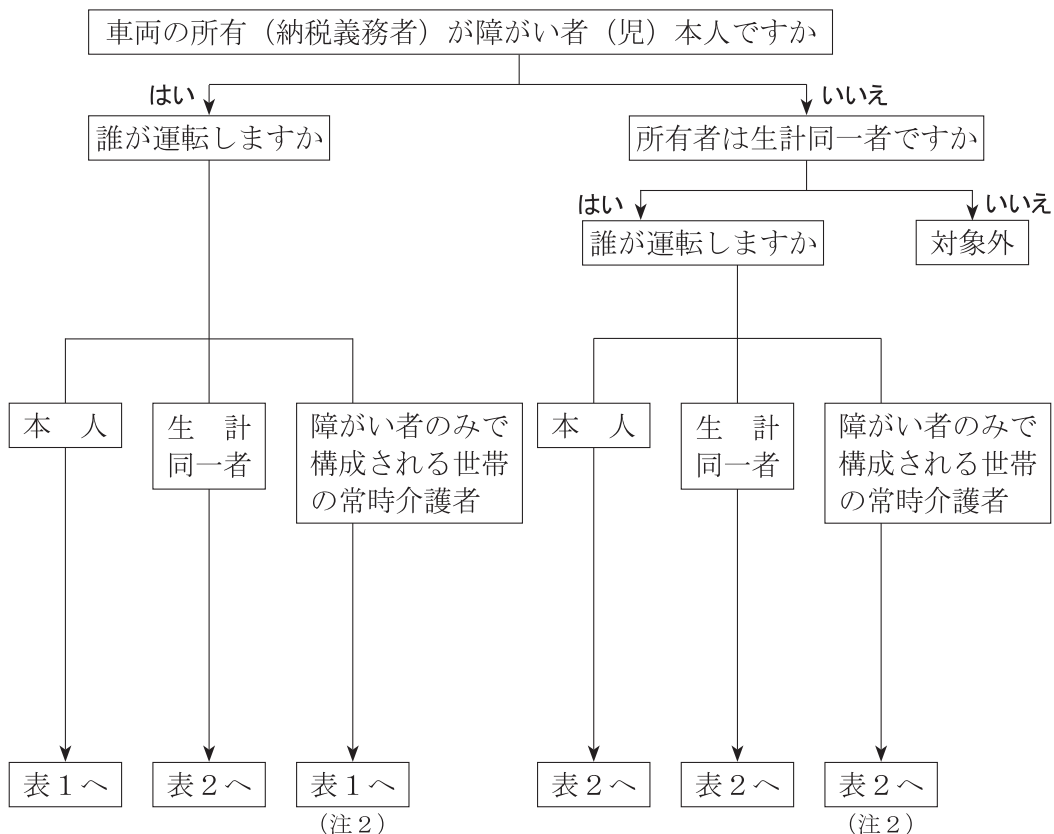 車両の所有（納税義務者）が障がい者（児）本人ですか
はい
いいえ
誰が運転しますか
所有者は生計同一者ですか
はい
いいえ
誰が運転しますか
対象外
本　人
生　計
同一者
障がい者のみで
構成される世帯
の常時介護者
本　人
生　計
同一者
障がい者のみで
構成される世帯
の常時介護者
表１へ
表２へ
表１へ
（注２）
表２へ
表２へ
表２へ
（注２）